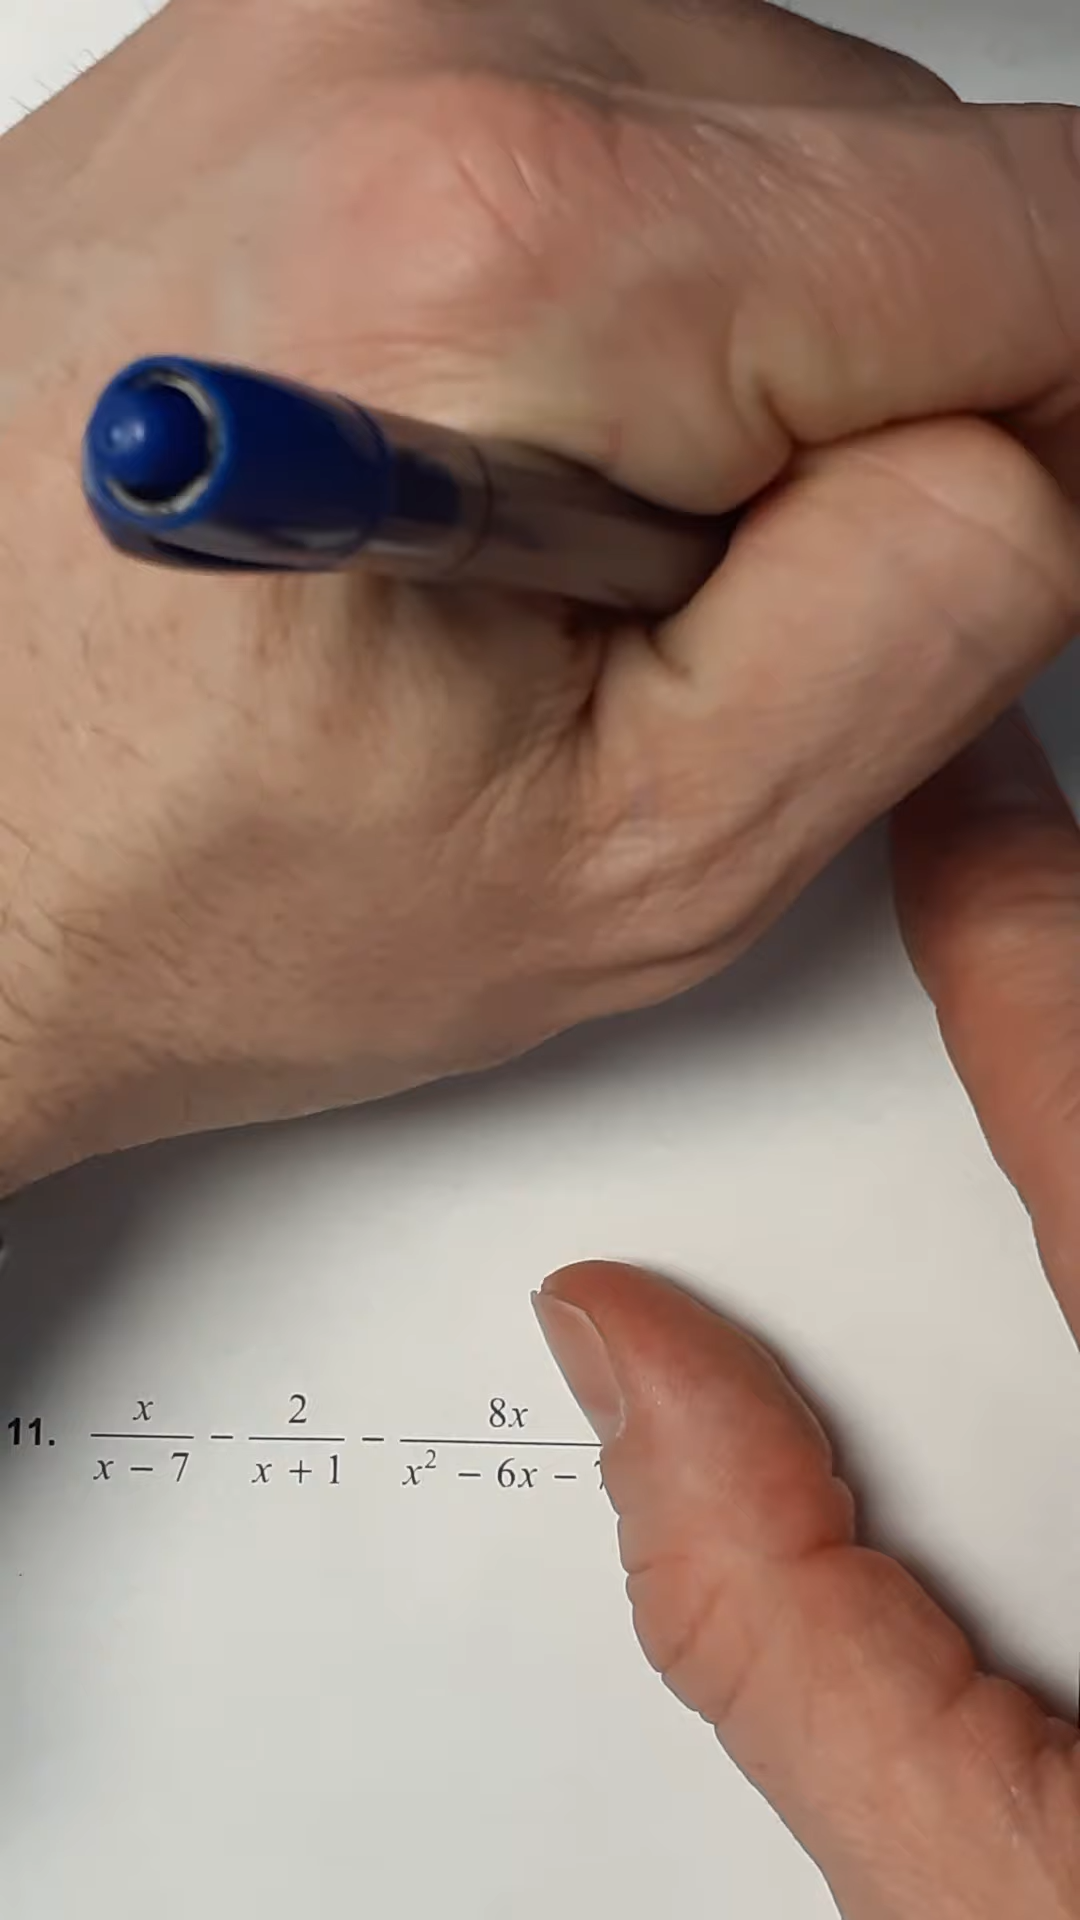 11. x/(x − 7) − 2/(x + 1) − 8x/(x² − 6x −